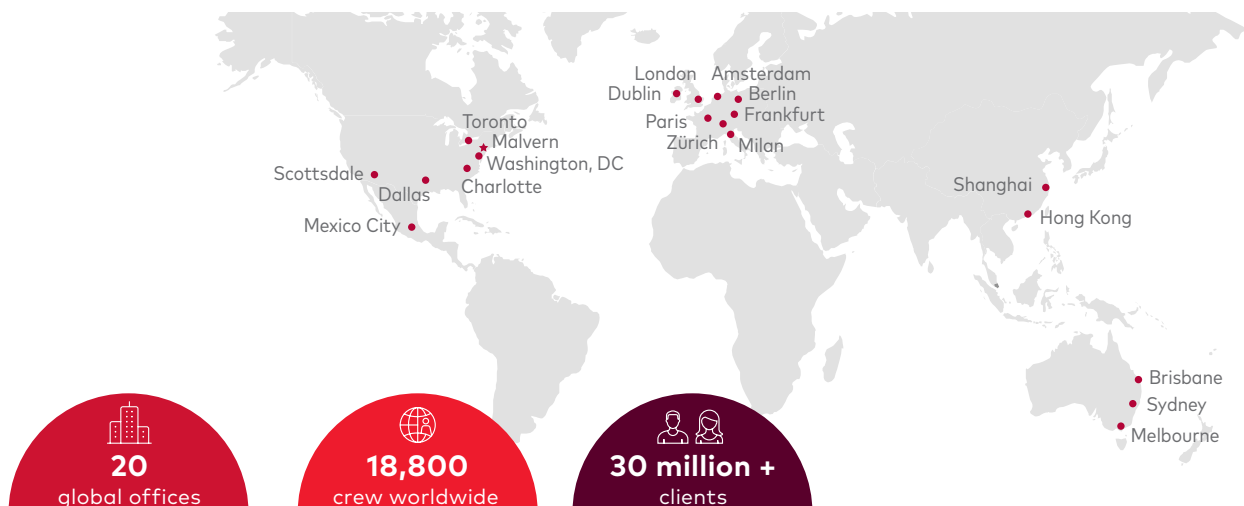 London
Amsterdam
Dublin
Berlin
Paris
Frankfurt
Zürich
Milan
Toronto
Malvern
Washington, DC
Scottsdale
Charlotte
Dallas
Mexico City
Shanghai
Hong Kong
Brisbane
Sydney
Melbourne
20
global offices
18,800
crew worldwide
30 million +
clients